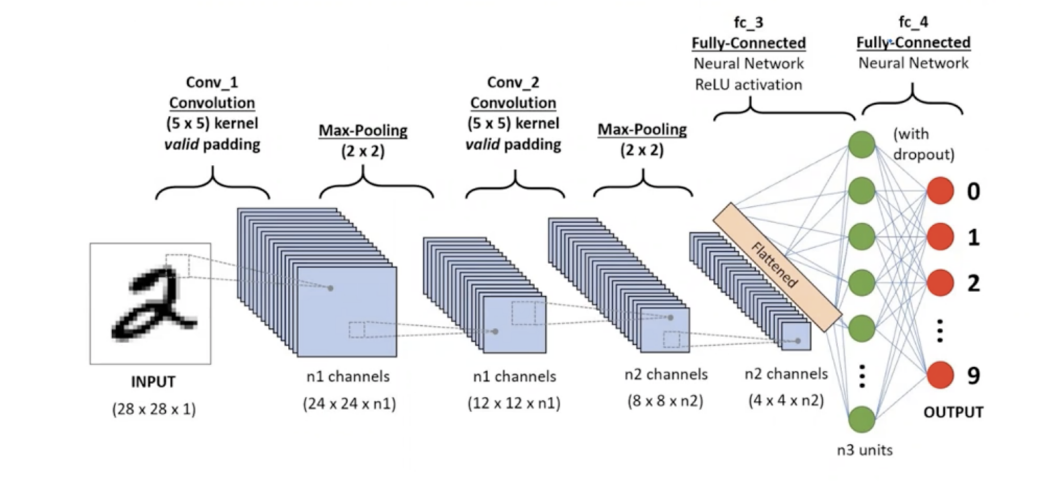 fc_3
Fully-Connected
Neural Network
ReLU activation
fc_4
Fully-Connected
Neural Network
Conv_1
Convolution
(5 x 5) kernel
valid padding
Max-Pooling
(2 x 2)
Conv_2
Convolution
(5 x 5) kernel
valid padding
Max-Pooling
(2 x 2)
(with
dropout)
2
Flattened
0
1
2
⋮
9
OUTPUT
⋮
INPUT
(28 x 28 x 1)
n1 channels
(24 x 24 x n1)
n1 channels
(12 x 12 x n1)
n2 channels
(8 x 8 x n2)
n2 channels
(4 x 4 x n2)
n3 units